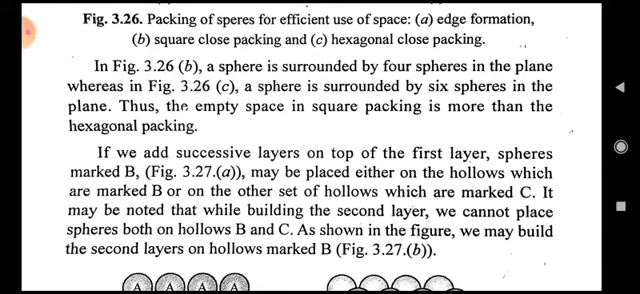 Fig. 3.26. Packing of speres for efficient use of space: (a) edge formation,
(b) square close packing and (c) hexagonal close packing.
In Fig. 3.26 (b), a sphere is surrounded by four spheres in the plane
whereas in Fig. 3.26 (c), a sphere is surrounded by six spheres in the
plane. Thus, the empty space in square packing is more than the
hexagonal packing.
If we add successive layers on top of the first layer, spheres
marked B, (Fig. 3.27.(a)), may be placed either on the hollows which
are marked B or on the other set of hollows which are marked C. It
may be noted that while building the second layer, we cannot place
spheres both on hollows B and C. As shown in the figure, we may build
the second layers on hollows marked B (Fig. 3.27.(b)).
A A A A